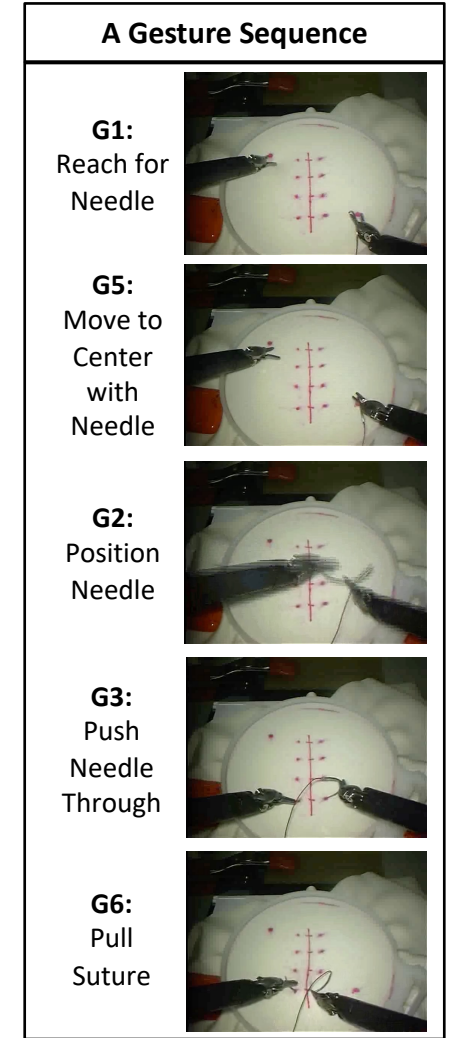 A Gesture Sequence
G1:
Reach for
Needle
G5:
Move to
Center
with
Needle
G2:
Position
Needle
G3:
Push
Needle
Through
G6:
Pull
Suture